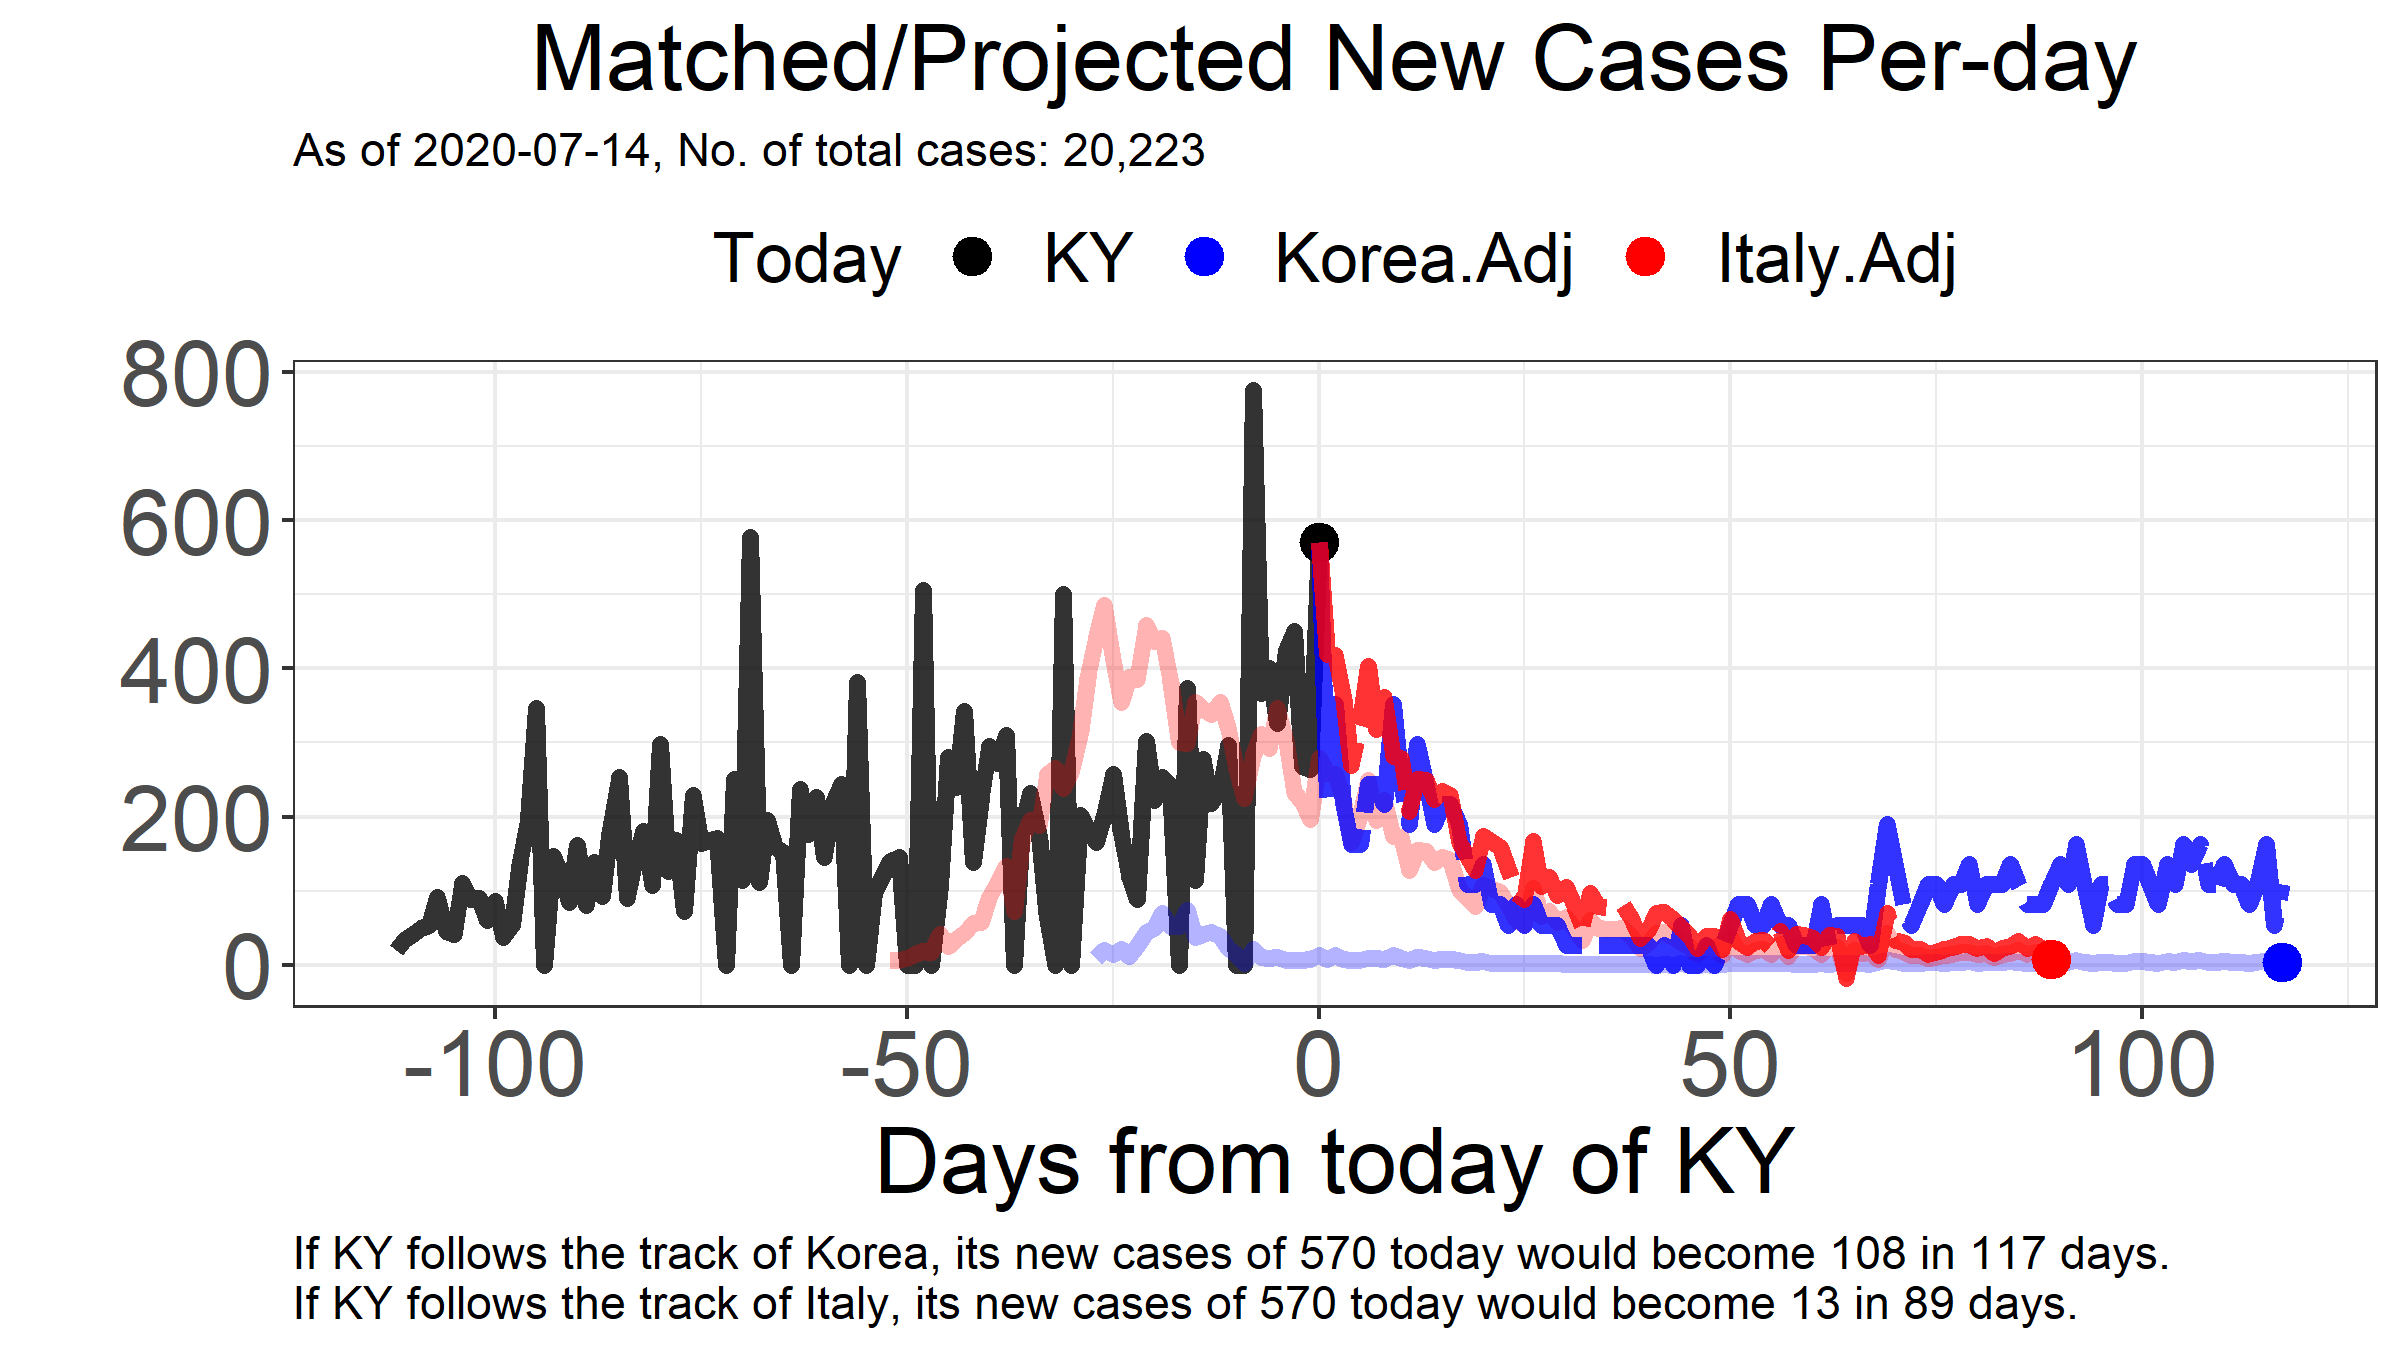 Matched/Projected New Cases Per-day
As of 2020-07-14, No. of total cases: 20,223
Today KY Korea.Adj Italy.Adj
800
600
400
200
0
-100 -50 0 50 100
Days from today of KY
If KY follows the track of Korea, its new cases of 570 today would become 108 in 117 days.
If KY follows the track of Italy, its new cases of 570 today would become 13 in 89 days.